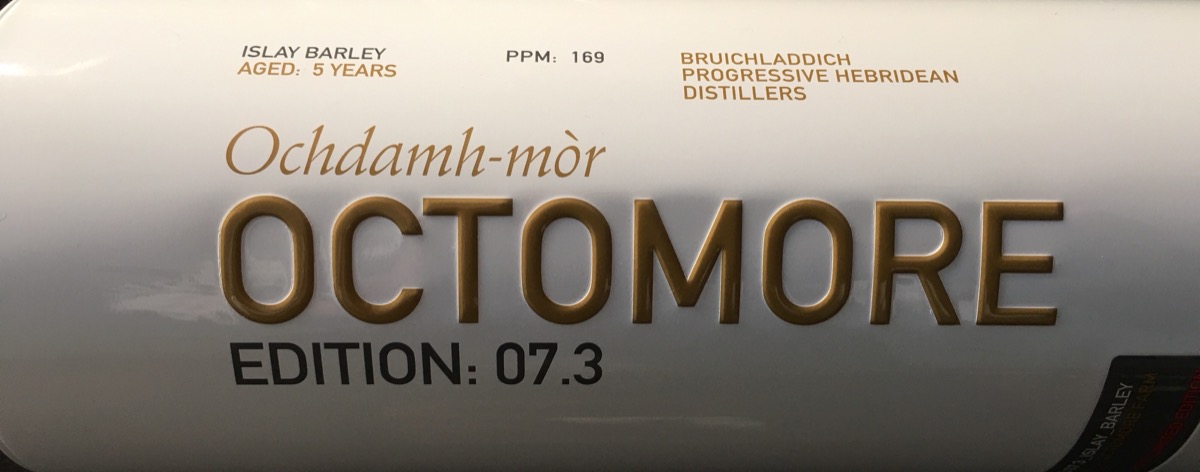 ISLAY BARLEY
AGED: 5 YEARS
PPM: 169
BRUICHLADDICH
PROGRESSIVE HEBRIDEAN
DISTILLERS
Ochdamh-mòr
OCTOMORE
EDITION: 07.3
ISLAY BARLEY
FARM